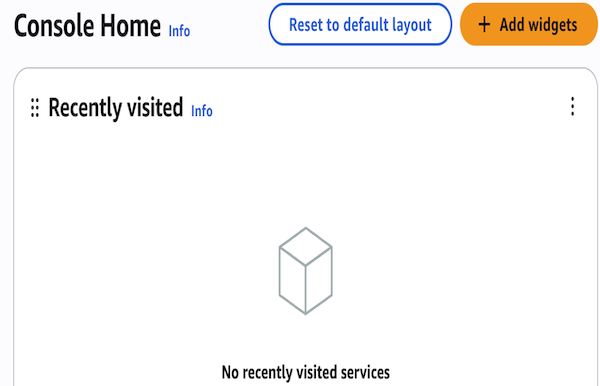 Console Home Info
Reset to default layout
+ Add widgets
Recently visited Info
No recently visited services